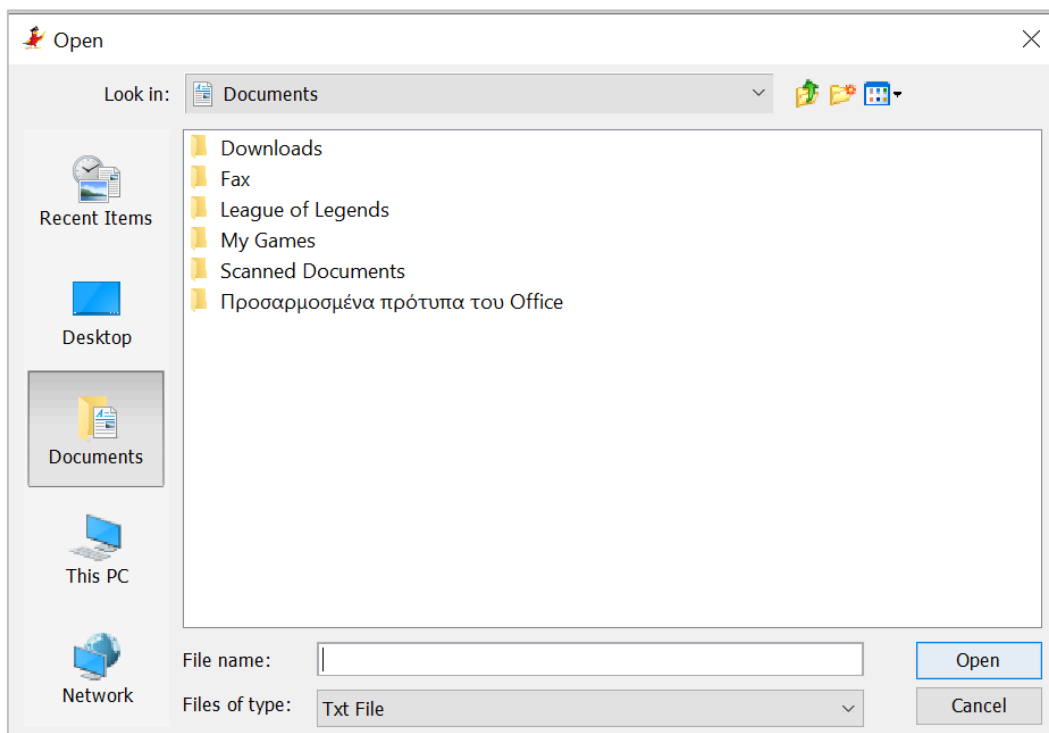 Open
Look in: Documents
Downloads
Fax
League of Legends
My Games
Scanned Documents
Προσαρμοσμένα πρότυπα του Office
Recent Items
Desktop
Documents
This PC
Network
File name: Open
Files of type: Txt File Cancel